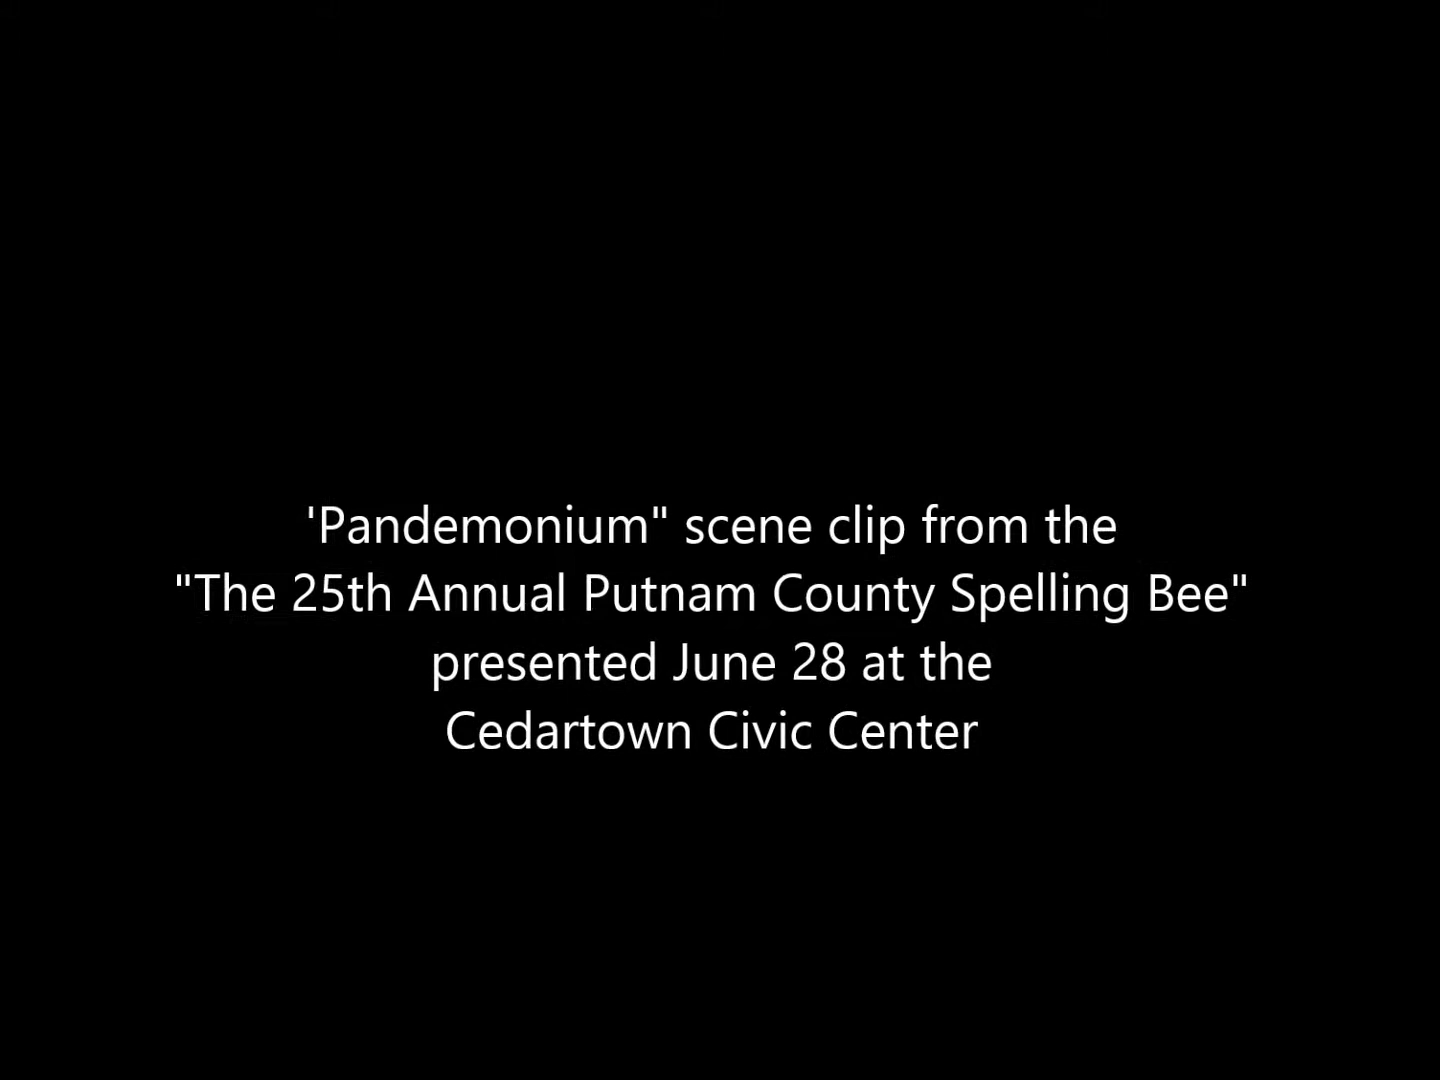 'Pandemonium" scene clip from the
"The 25th Annual Putnam County Spelling Bee"
presented June 28 at the
Cedartown Civic Center